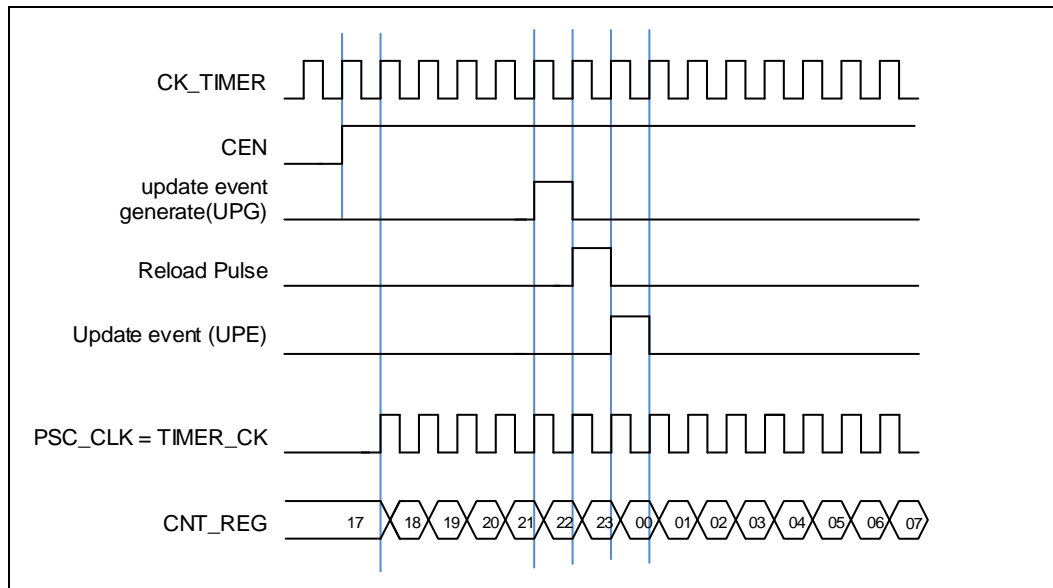 CK_TIMER
CEN
update event
generate(UPG)
Reload Pulse
Update event (UPE)
PSC_CLK = TIMER_CK
CNT_REG 17 18 19 20 21 22 23 00 01 02 03 04 05 06 07